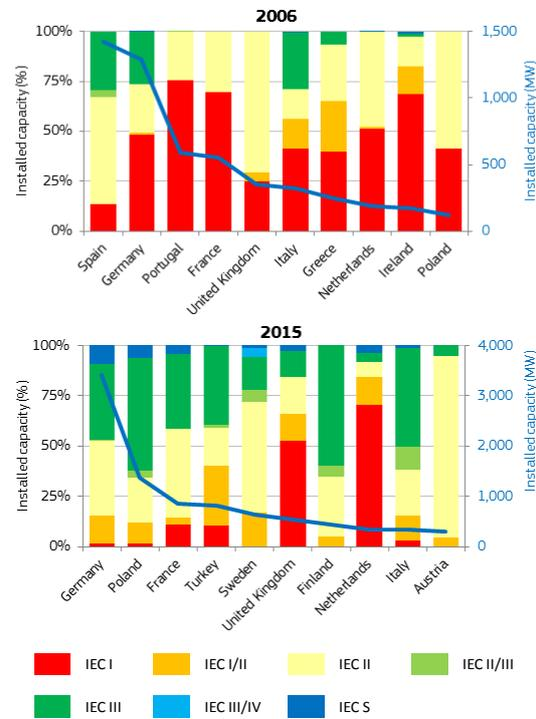 2006
100%
75%
50%
25%
0%
Installed capacity (%)
1,500
1,000
500
0
Installed capacity (MW)
Spain
Germany
Portugal
France
United Kingdom
Italy
Greece
Netherlands
Ireland
Poland
2015
100%
75%
50%
25%
0%
Installed capacity (%)
4,000
3,000
2,000
1,000
0
Installed capacity (MW)
Germany
Poland
France
Turkey
Sweden
United Kingdom
Finland
Netherlands
Italy
Austria
IEC I IEC I/II IEC II IEC II/III
IEC III IEC III/IV IEC S